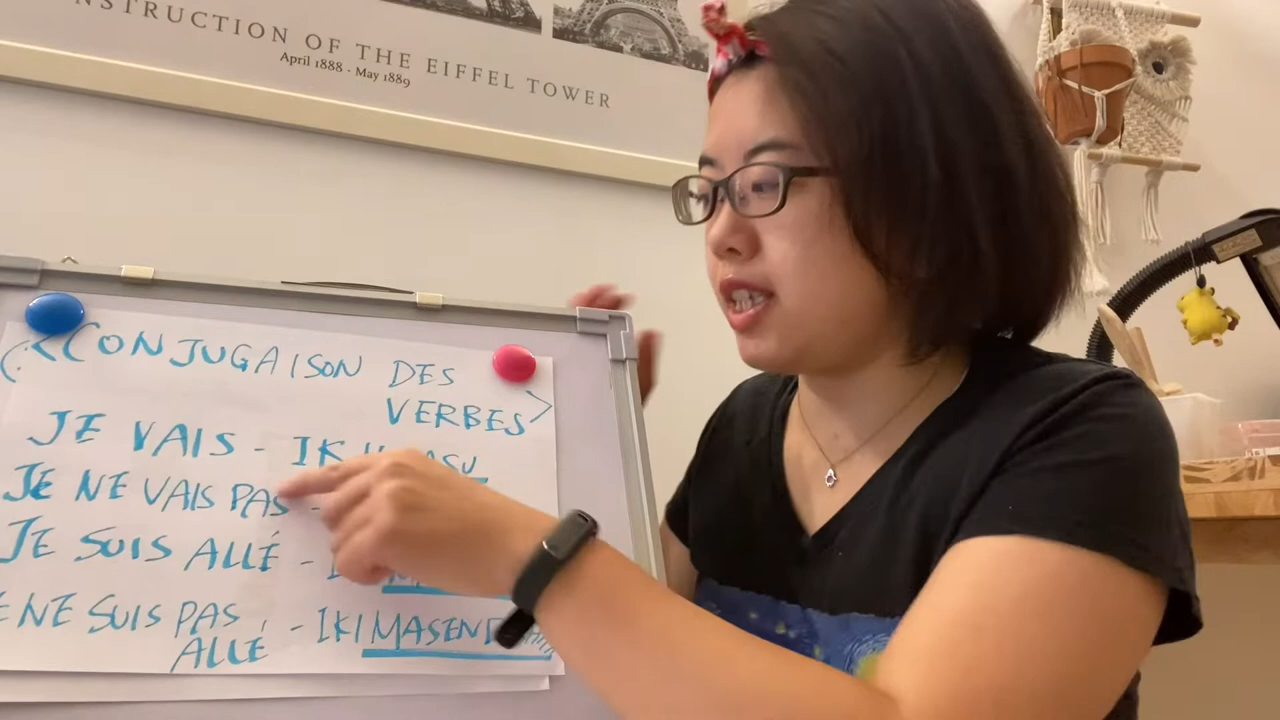 NSTRUCTION OF THE EIFFEL TOWER
April 1888 - May 1889
<CONJUGAISON DES
VERBES>
JE VAIS - IK
JE NE VAIS PAS -
JE SUIS ALLÉ -
NE SUIS PAS - IKIMASEN
ALLÉ